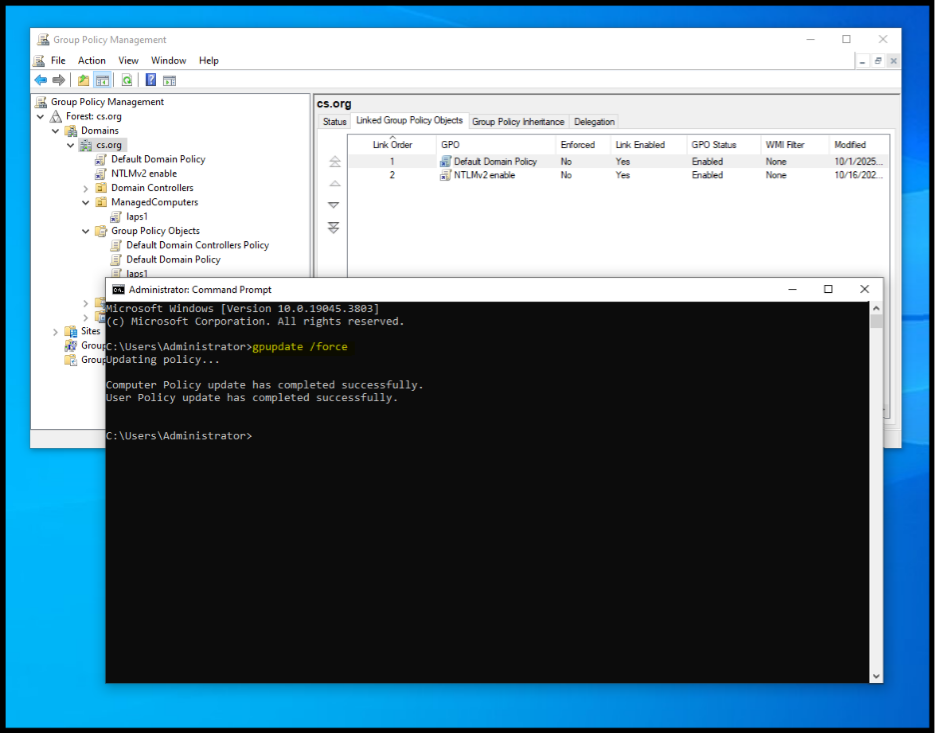 Group Policy Management
File Action View Window Help
Group Policy Management
Forest: cs.org
Domains
cs.org
Default Domain Policy
NTLMv2 enable
Domain Controllers
ManagedComputers
laps1
Group Policy Objects
Default Domain Controllers Policy
Default Domain Policy
laps1
Sites
Group
Group
cs.org
Status Linked Group Policy Objects Group Policy Inheritance Delegation
Link Order GPO Enforced Link Enabled GPO Status WMI Filter Modified
1 Default Domain Policy No Yes Enabled None 10/1/2025...
2 NTLMv2 enable No Yes Enabled None 10/16/202...
Administrator: Command Prompt
Microsoft Windows [Version 10.0.19045.3803]
(c) Microsoft Corporation. All rights reserved.
C:\Users\Administrator>gpupdate /force
Updating policy...
Computer Policy update has completed successfully.
User Policy update has completed successfully.
C:\Users\Administrator>